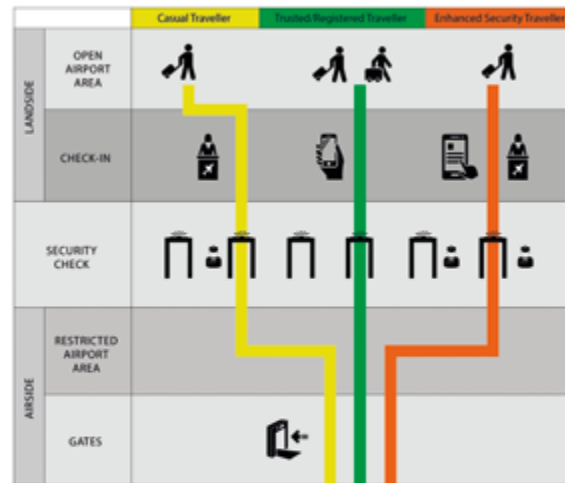 Casual Traveller
Trusted/Registered Traveller
Enhanced Security Traveller
LANDSIDE
OPEN
AIRPORT
AREA
CHECK-IN
SECURITY
CHECK
AIRSIDE
RESTRICTED
AIRPORT
AREA
GATES